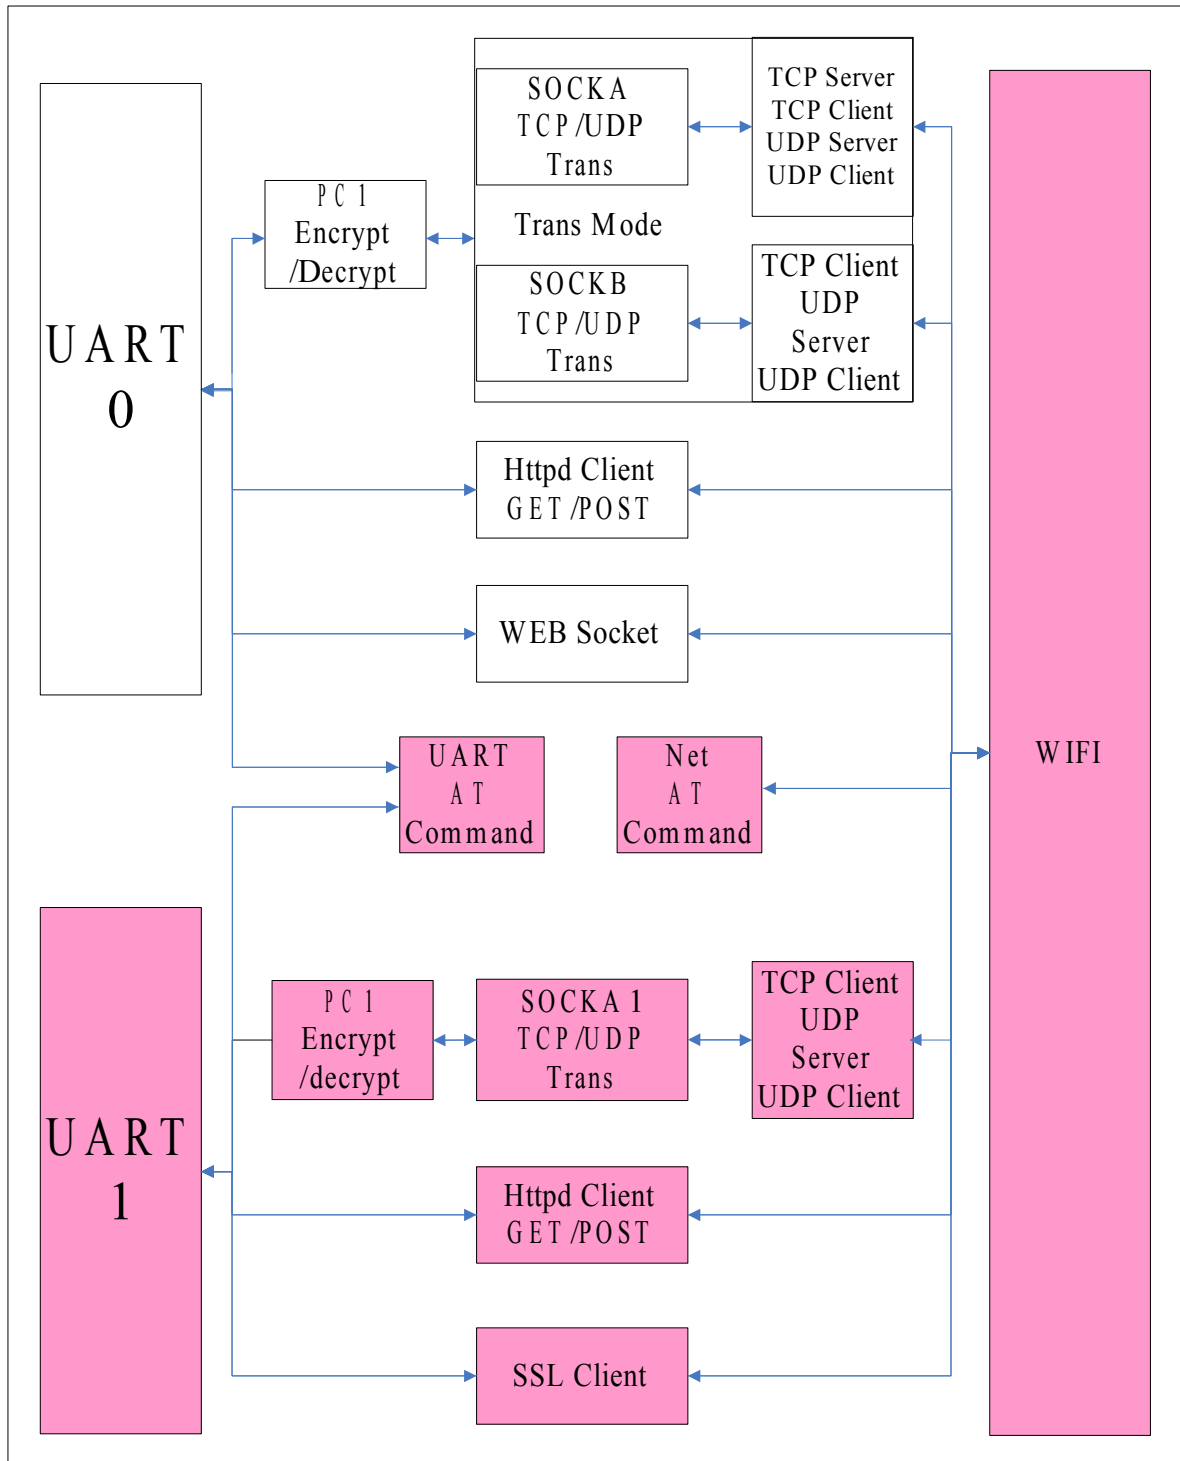 UART
0
PC1
Encrypt
/Decrypt
SOCKA
TCP/UDP
Trans
Trans Mode
SOCKB
TCP/UDP
Trans
TCP Server
TCP Client
UDP Server
UDP Client
TCP Client
UDP
Server
UDP Client
Httpd Client
GET/POST
WEB Socket
UART
AT
Command
Net
AT
Command
WIFI
UART
1
PC1
Encrypt
/decrypt
SOCKA1
TCP/UDP
Trans
TCP Client
UDP
Server
UDP Client
Httpd Client
GET/POST
SSL Client